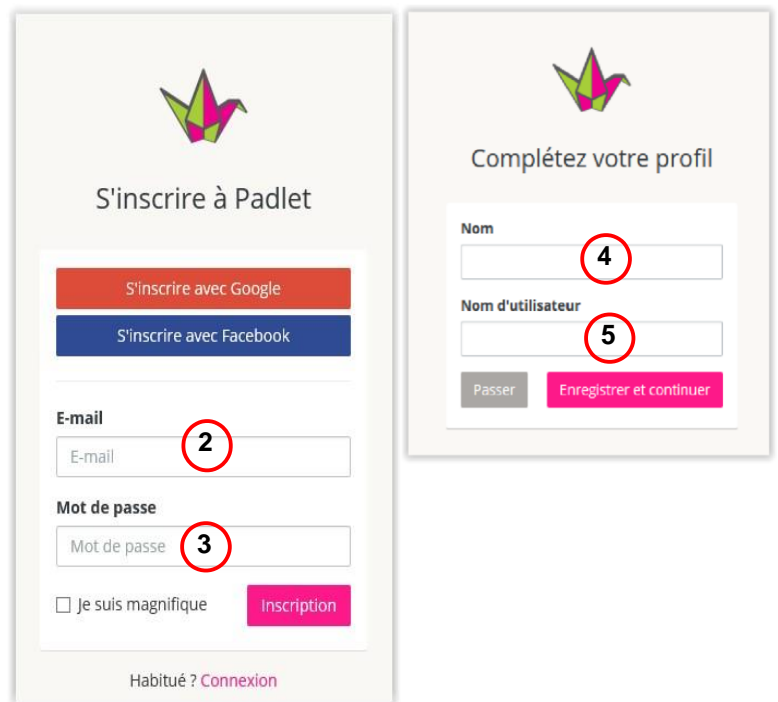 S'inscrire à Padlet
S'inscrire avec Google
S'inscrire avec Facebook
E-mail
2
E-mail
Mot de passe
Mot de passe
3
Je suis magnifique
Inscription
Habitué ? Connexion
Complétez votre profil
Nom
4
Nom d'utilisateur
5
Passer
Enregistrer et continuer